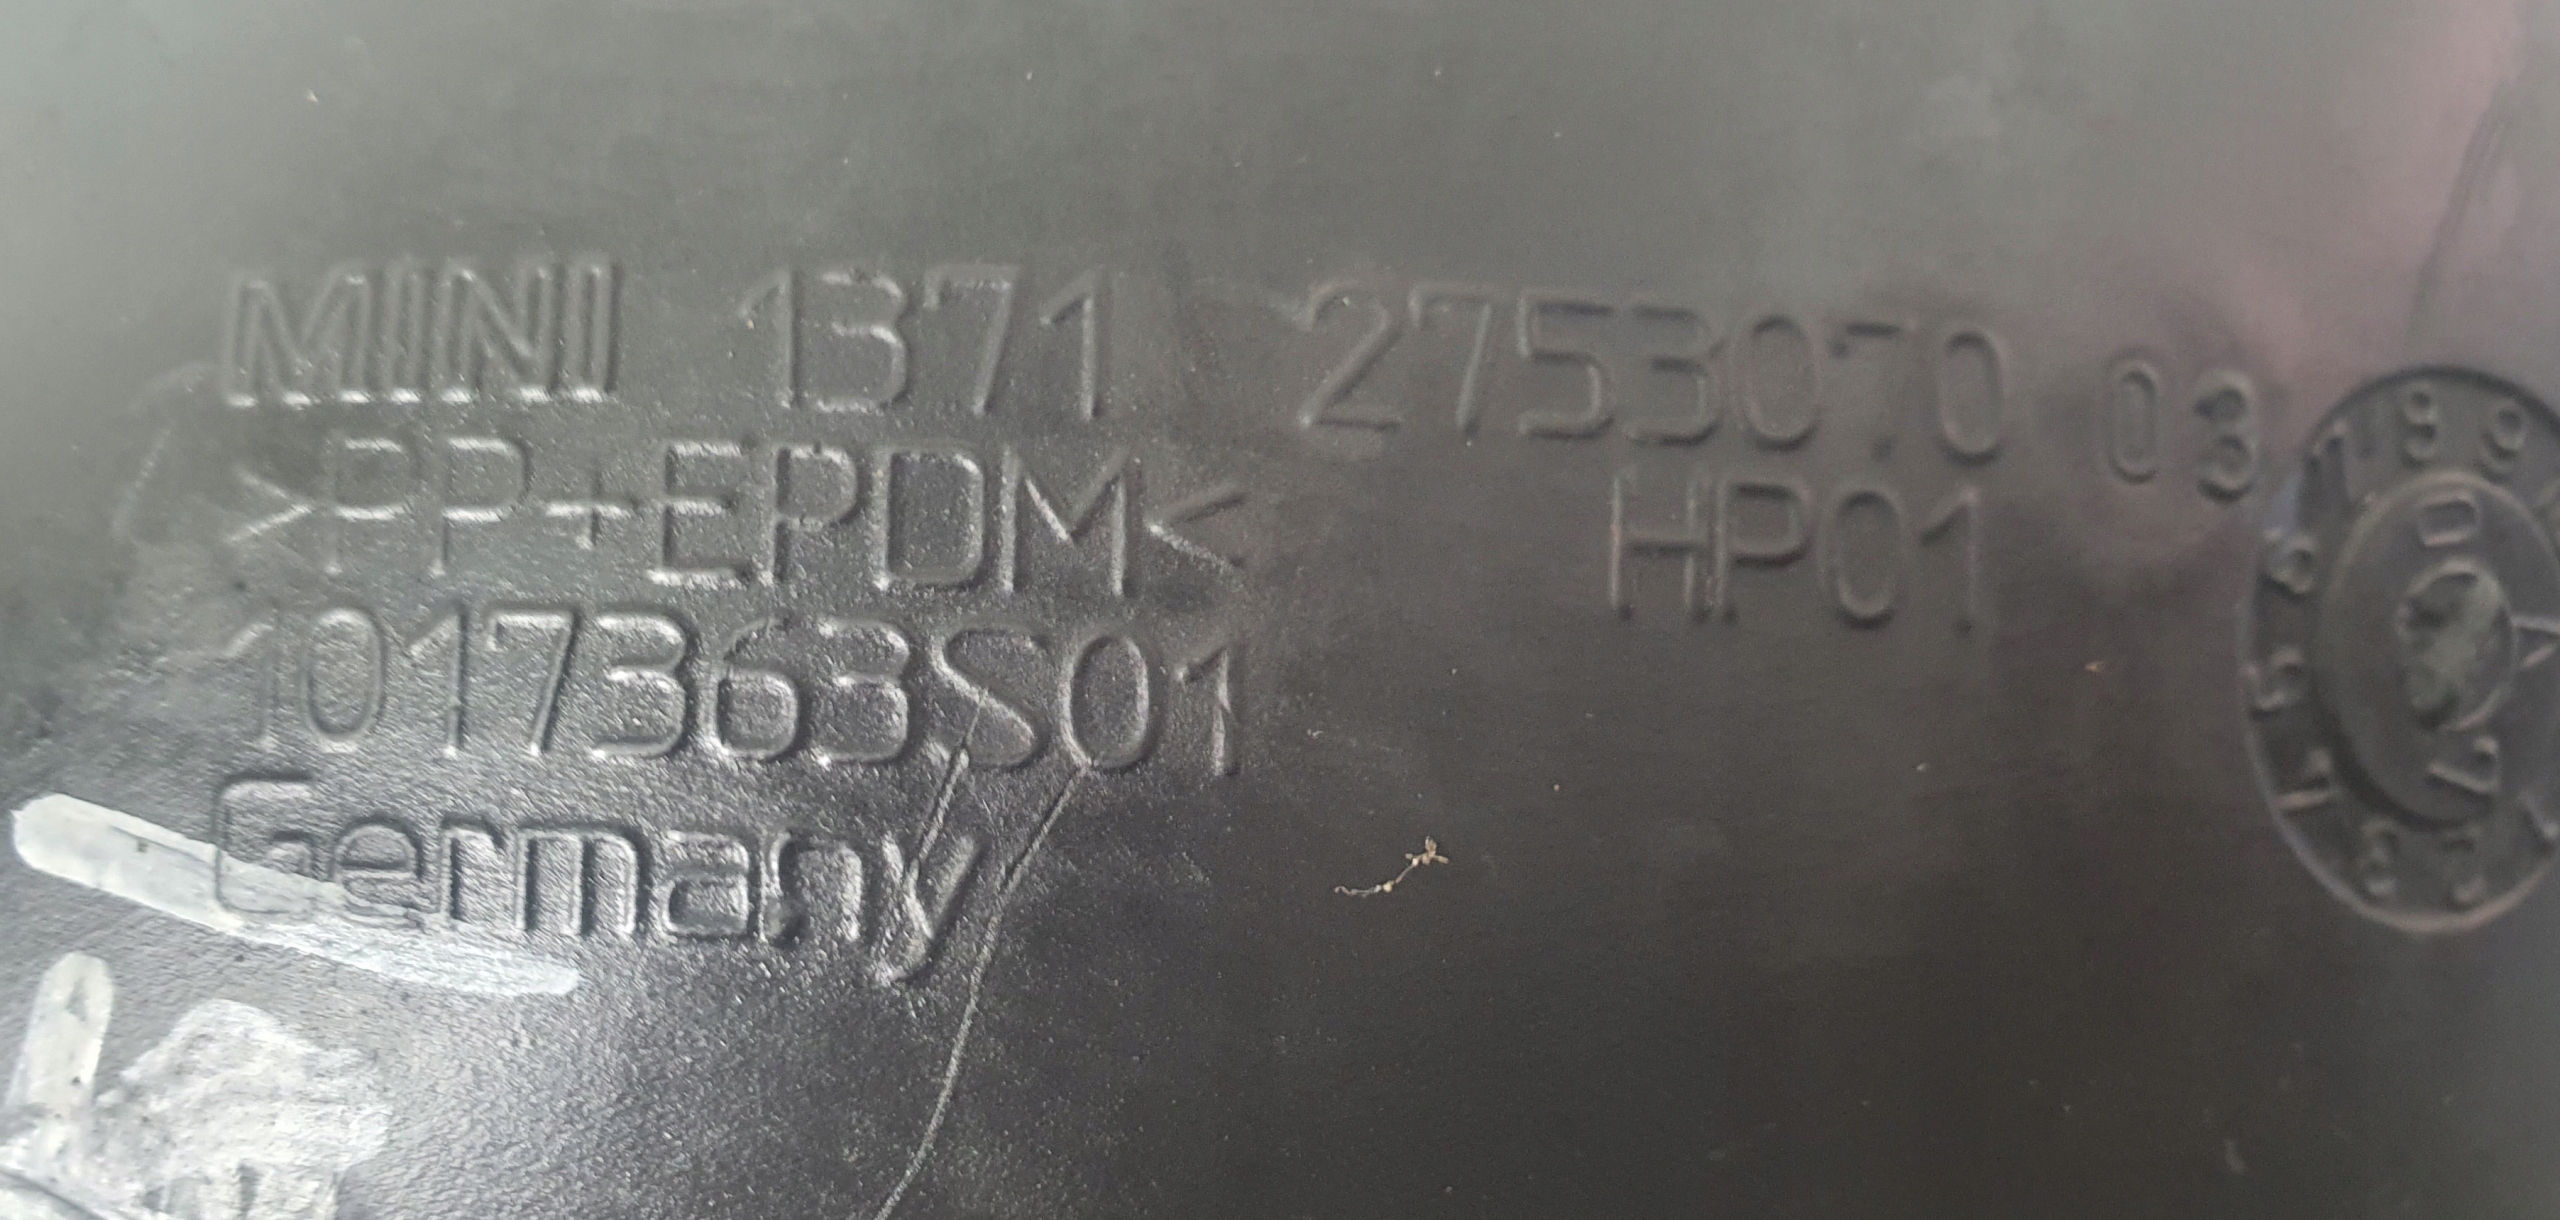 MINI 1371 2753070 03
>PP+EPDM< HP01
1017363S01
Germany